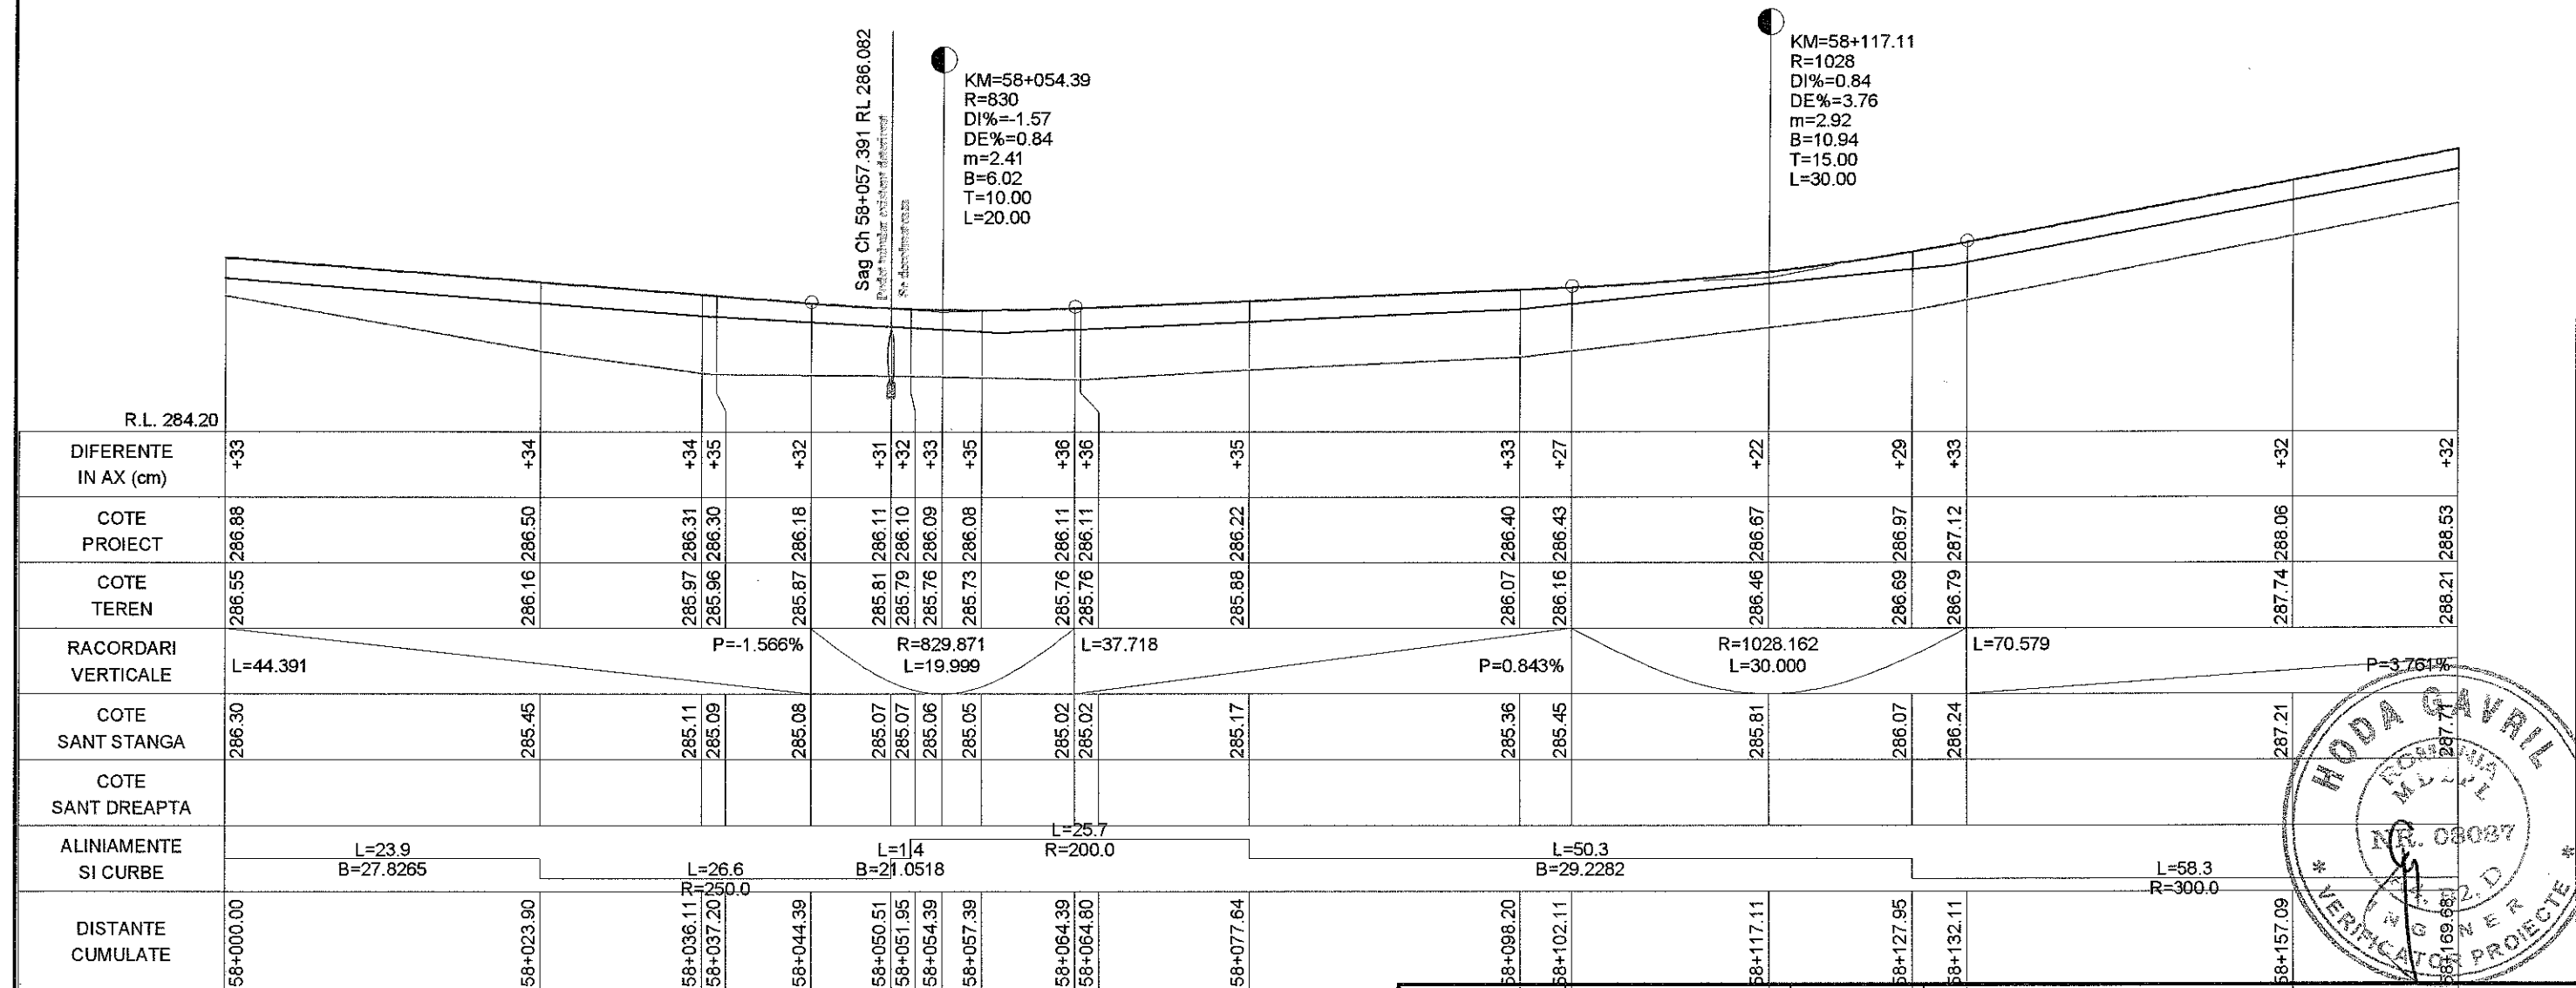 Sag Ch 58+057.391 RL 286.082
KM=58+054.39
R=830
DI%=-1.57
DE%=0.84
m=2.41
B=6.02
T=10.00
L=20.00
KM=58+117.11
R=1028
DI%=0.84
DE%=3.76
m=2.92
B=10.94
T=15.00
L=30.00
R.L. 284.20
DIFERENTE
IN AX (cm)
+33 +34 +34 +35 +32 +31 +32 +33 +35 +36 +36 +35 +33 +27 +22 +29 +33 +32 +32
COTE
PROIECT
286.88 286.50 286.31 286.30 286.18 286.11 286.10 286.09 286.08 286.11 286.11 286.22 286.40 286.43 286.67 286.97 287.12 288.06 288.53
COTE
TEREN
286.55 286.16 285.97 285.96 285.87 285.81 285.79 285.76 285.73 285.76 285.76 285.88 286.07 286.16 286.46 286.69 286.79 287.74 288.21
RACORDARI
VERTICALE
L=44.391
P=-1.566%
R=829.871
L=19.999
L=37.718
P=0.843%
R=1028.162
L=30.000
L=70.579
P=3.761%
COTE
SANT STANGA
286.30 285.45 285.11 285.09 285.08 285.07 285.07 285.06 285.05 285.02 285.02 285.17 285.36 285.45 285.81 286.07 286.24 287.21 287.71
COTE
SANT DREAPTA
ALINIAMENTE
SI CURBE
L=23.9
B=27.8265
L=26.6
R=250.0
L=1.4
B=21.0518
L=25.7
R=200.0
L=50.3
B=29.2282
L=58.3
R=300.0
DISTANTE
CUMULATE
58+000.00 58+023.90 58+036.11 58+037.20 58+044.39 58+050.51 58+051.95 58+054.39 58+057.39 58+064.39 58+064.80 58+077.64 58+098.20 58+102.11 58+117.11 58+127.95 58+132.11 58+157.09 58+169.68
HODA GAVRIL
ROMANIA
NR. 08087
INGINER
* VERIFICATOR PROIECTE *